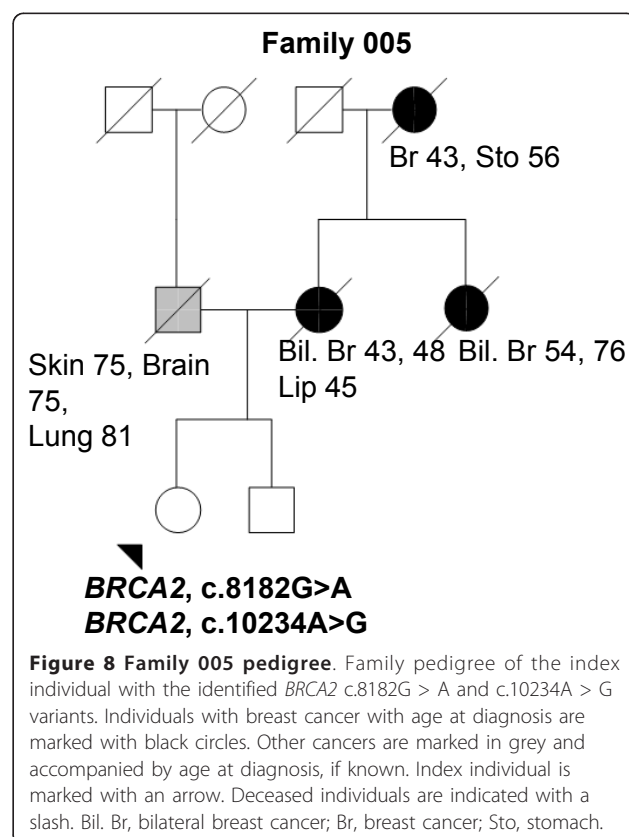 Family 005
Br 43, Sto 56
Bil. Br 43, 48 Bil. Br 54, 76
Lip 45
Skin 75, Brain
75,
Lung 81
BRCA2, c.8182G>A
BRCA2, c.10234A>G
Figure 8 Family 005 pedigree. Family pedigree of the index
individual with the identified BRCA2 c.8182G > A and c.10234A > G
variants. Individuals with breast cancer with age at diagnosis are
marked with black circles. Other cancers are marked in grey and
accompanied by age at diagnosis, if known. Index individual is
marked with an arrow. Deceased individuals are indicated with a
slash. Bil. Br, bilateral breast cancer; Br, breast cancer; Sto, stomach.